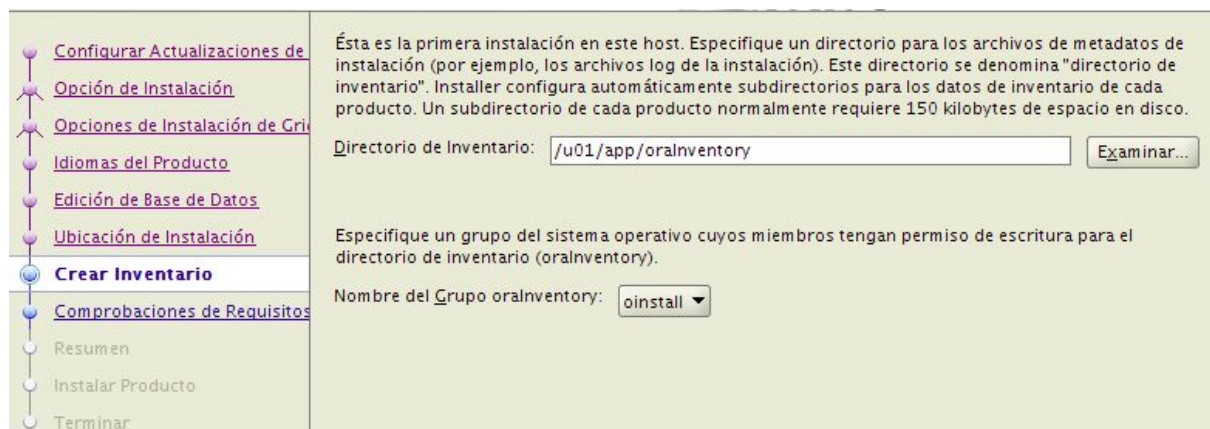 Configurar Actualizaciones de
Opción de Instalación
Opciones de Instalación de Gri
Idiomas del Producto
Edición de Base de Datos
Ubicación de Instalación
Crear Inventario
Comprobaciones de Requisitos
Resumen
Instalar Producto
Terminar
Ésta es la primera instalación en este host. Especifique un directorio para los archivos de metadatos de
instalación (por ejemplo, los archivos log de la instalación). Este directorio se denomina "directorio de
inventario". Installer configura automáticamente subdirectorios para los datos de inventario de cada
producto. Un subdirectorio de cada producto normalmente requiere 150 kilobytes de espacio en disco.
Directorio de Inventario: /u01/app/oraInventory Examinar...
Especifique un grupo del sistema operativo cuyos miembros tengan permiso de escritura para el
directorio de inventario (oraInventory).
Nombre del Grupo oraInventory: oinstall